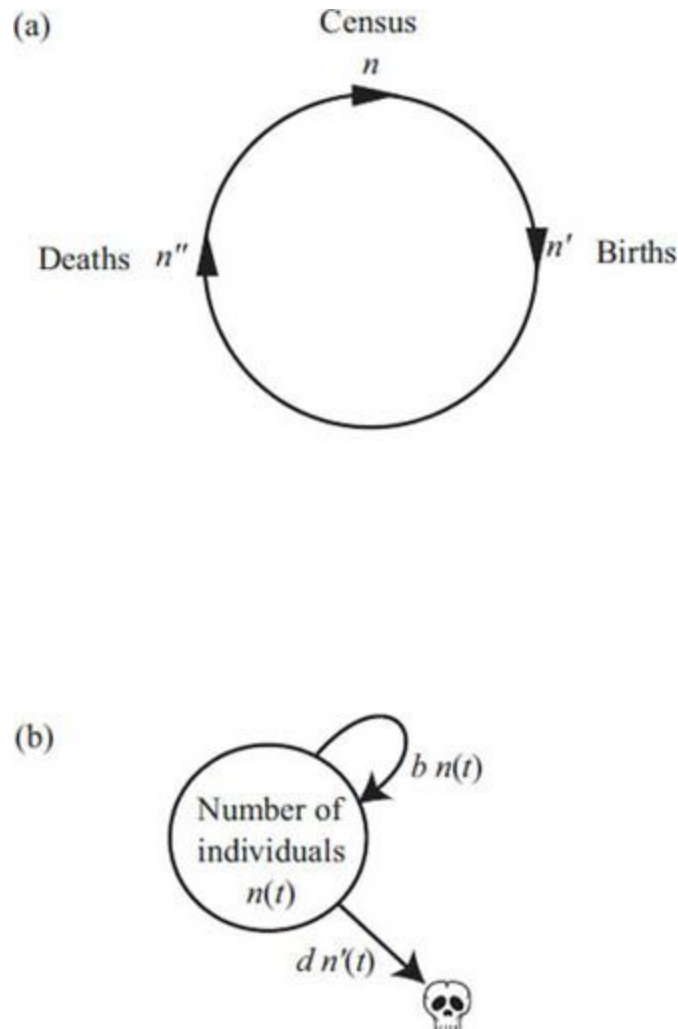 (a)
Census
n
Deaths n″
n′ Births
(b)
b n(t)
Number of
individuals
n(t)
d n′(t)